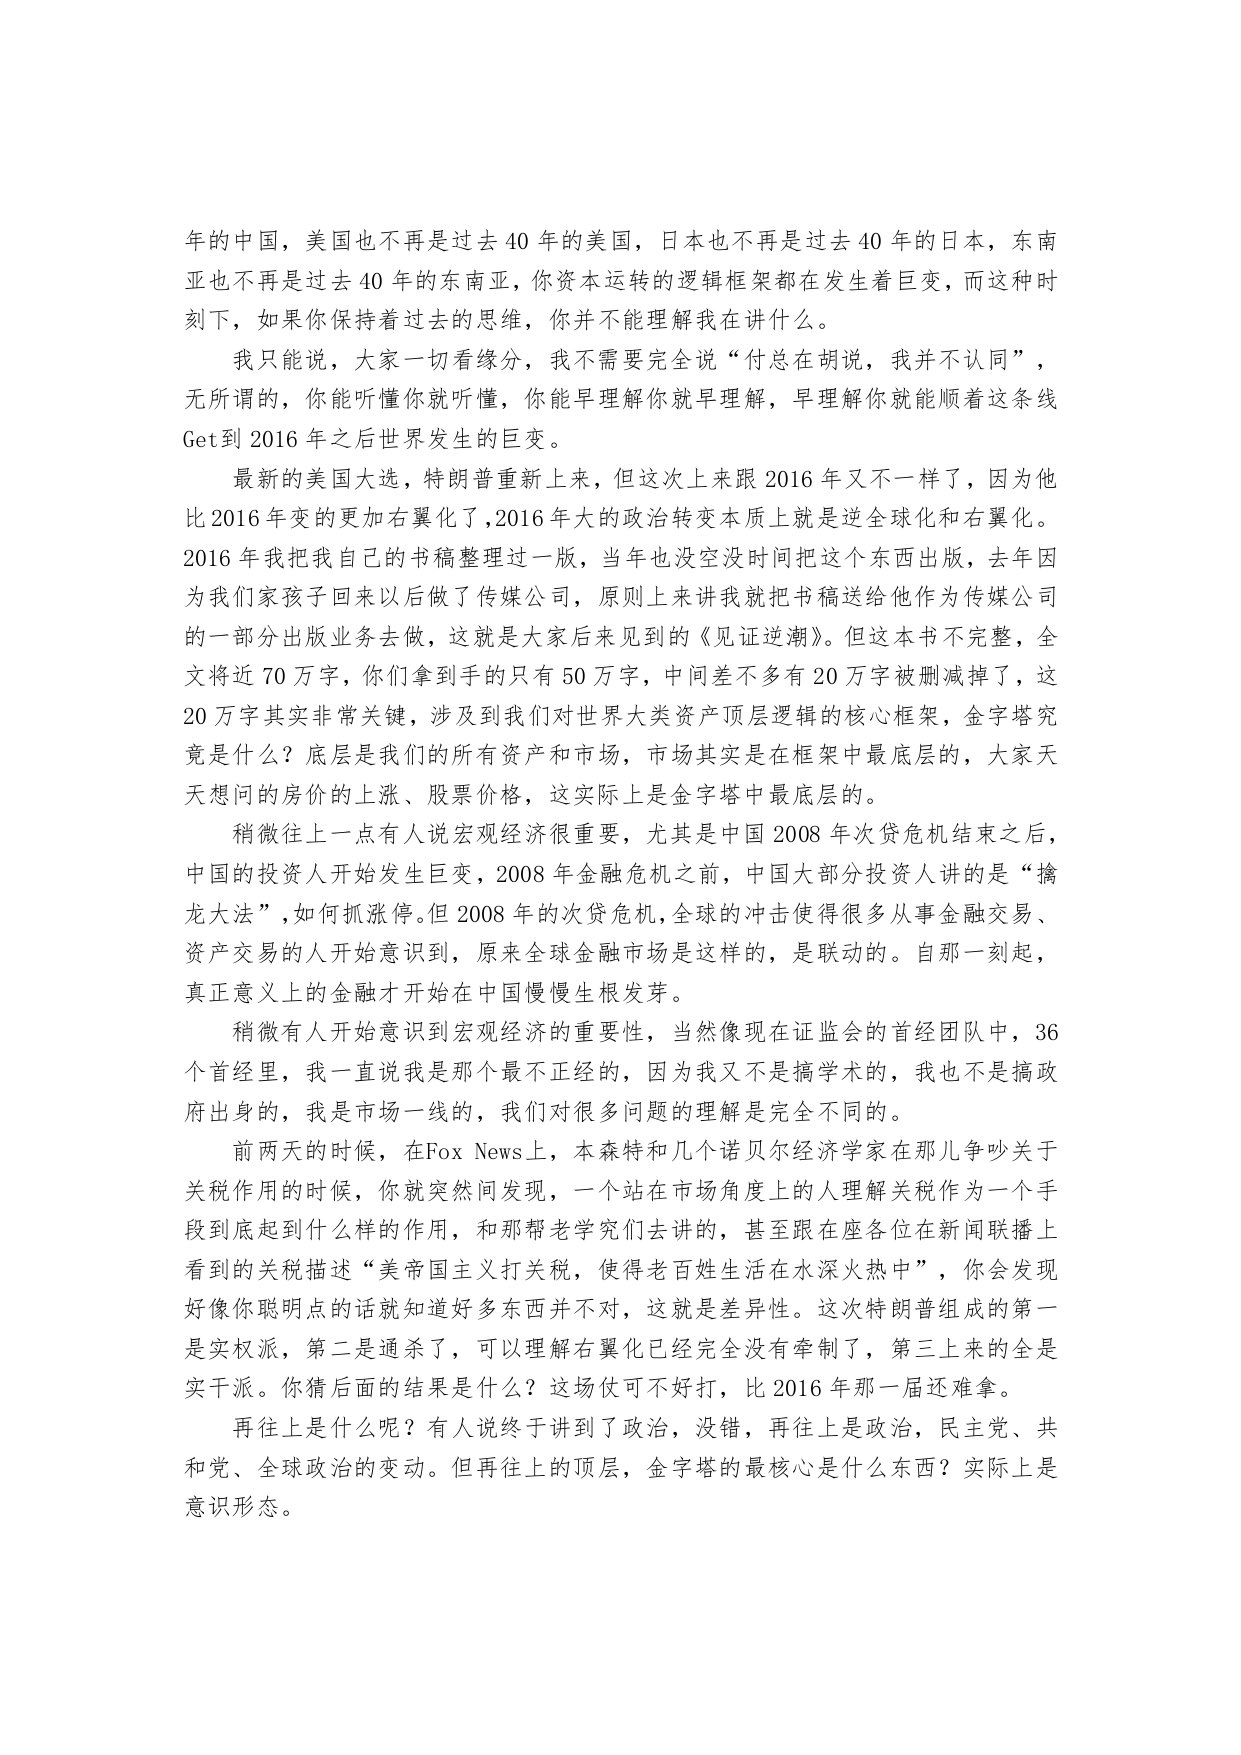 年的中国，美国也不再是过去 40 年的美国，日本也不再是过去 40 年的日本，东南
亚也不再是过去 40 年的东南亚，你资本运转的逻辑框架都在发生着巨变，而这种时
刻下，如果你保持着过去的思维，你并不能理解我在讲什么。
我只能说，大家一切看缘分，我不需要完全说“付总在胡说，我并不认同”，
无所谓的，你能听懂你就听懂，你能早理解你就早理解，早理解你就能顺着这条线
Get到 2016 年之后世界发生的巨变。
最新的美国大选，特朗普重新上来，但这次上来跟 2016 年又不一样了，因为他
比2016年变的更加右翼化了，2016年大的政治转变本质上就是逆全球化和右翼化。
2016 年我把我自己的书稿整理过一版，当年也没空没时间把这个东西出版，去年因
为我们家孩子回来以后做了传媒公司，原则上来讲我就把书稿送给他作为传媒公司
的一部分出版业务去做，这就是大家后来见到的《见证逆潮》。但这本书不完整，全
文将近 70 万字，你们拿到手的只有 50 万字，中间差不多有 20 万字被删减掉了，这
20 万字其实非常关键，涉及到我们对世界大类资产顶层逻辑的核心框架，金字塔究
竟是什么？底层是我们的所有资产和市场，市场其实是在框架中最底层的，大家天
天想问的房价的上涨、股票价格，这实际上是金字塔中最底层的。
稍微往上一点有人说宏观经济很重要，尤其是中国 2008 年次贷危机结束之后，
中国的投资人开始发生巨变，2008 年金融危机之前，中国大部分投资人讲的是“擒
龙大法”，如何抓涨停。但 2008 年的次贷危机，全球的冲击使得很多从事金融交易、
资产交易的人开始意识到，原来全球金融市场是这样的，是联动的。自那一刻起，
真正意义上的金融才开始在中国慢慢生根发芽。
稍微有人开始意识到宏观经济的重要性，当然像现在证监会的首经团队中，36
个首经里，我一直说我是那个最不正经的，因为我又不是搞学术的，我也不是搞政
府出身的，我是市场一线的，我们对很多问题的理解是完全不同的。
前两天的时候，在Fox News上，本森特和几个诺贝尔经济学家在那儿争吵关于
关税作用的时候，你就突然间发现，一个站在市场角度上的人理解关税作为一个手
段到底起到什么样的作用，和那帮老学究们去讲的，甚至跟在座各位在新闻联播上
看到的关税描述“美帝国主义打关税，使得老百姓生活在水深火热中”，你会发现
好像你聪明点的话就知道好多东西并不对，这就是差异性。这次特朗普组成的第一
是实权派，第二是通杀了，可以理解右翼化已经完全没有牵制了，第三上来的全是
实干派。你猜后面的结果是什么？这场仗可不好打，比 2016 年那一届还难拿。
再往上是什么呢？有人说终于讲到了政治，没错，再往上是政治，民主党、共
和党、全球政治的变动。但再往上的顶层，金字塔的最核心是什么东西？实际上是
意识形态。